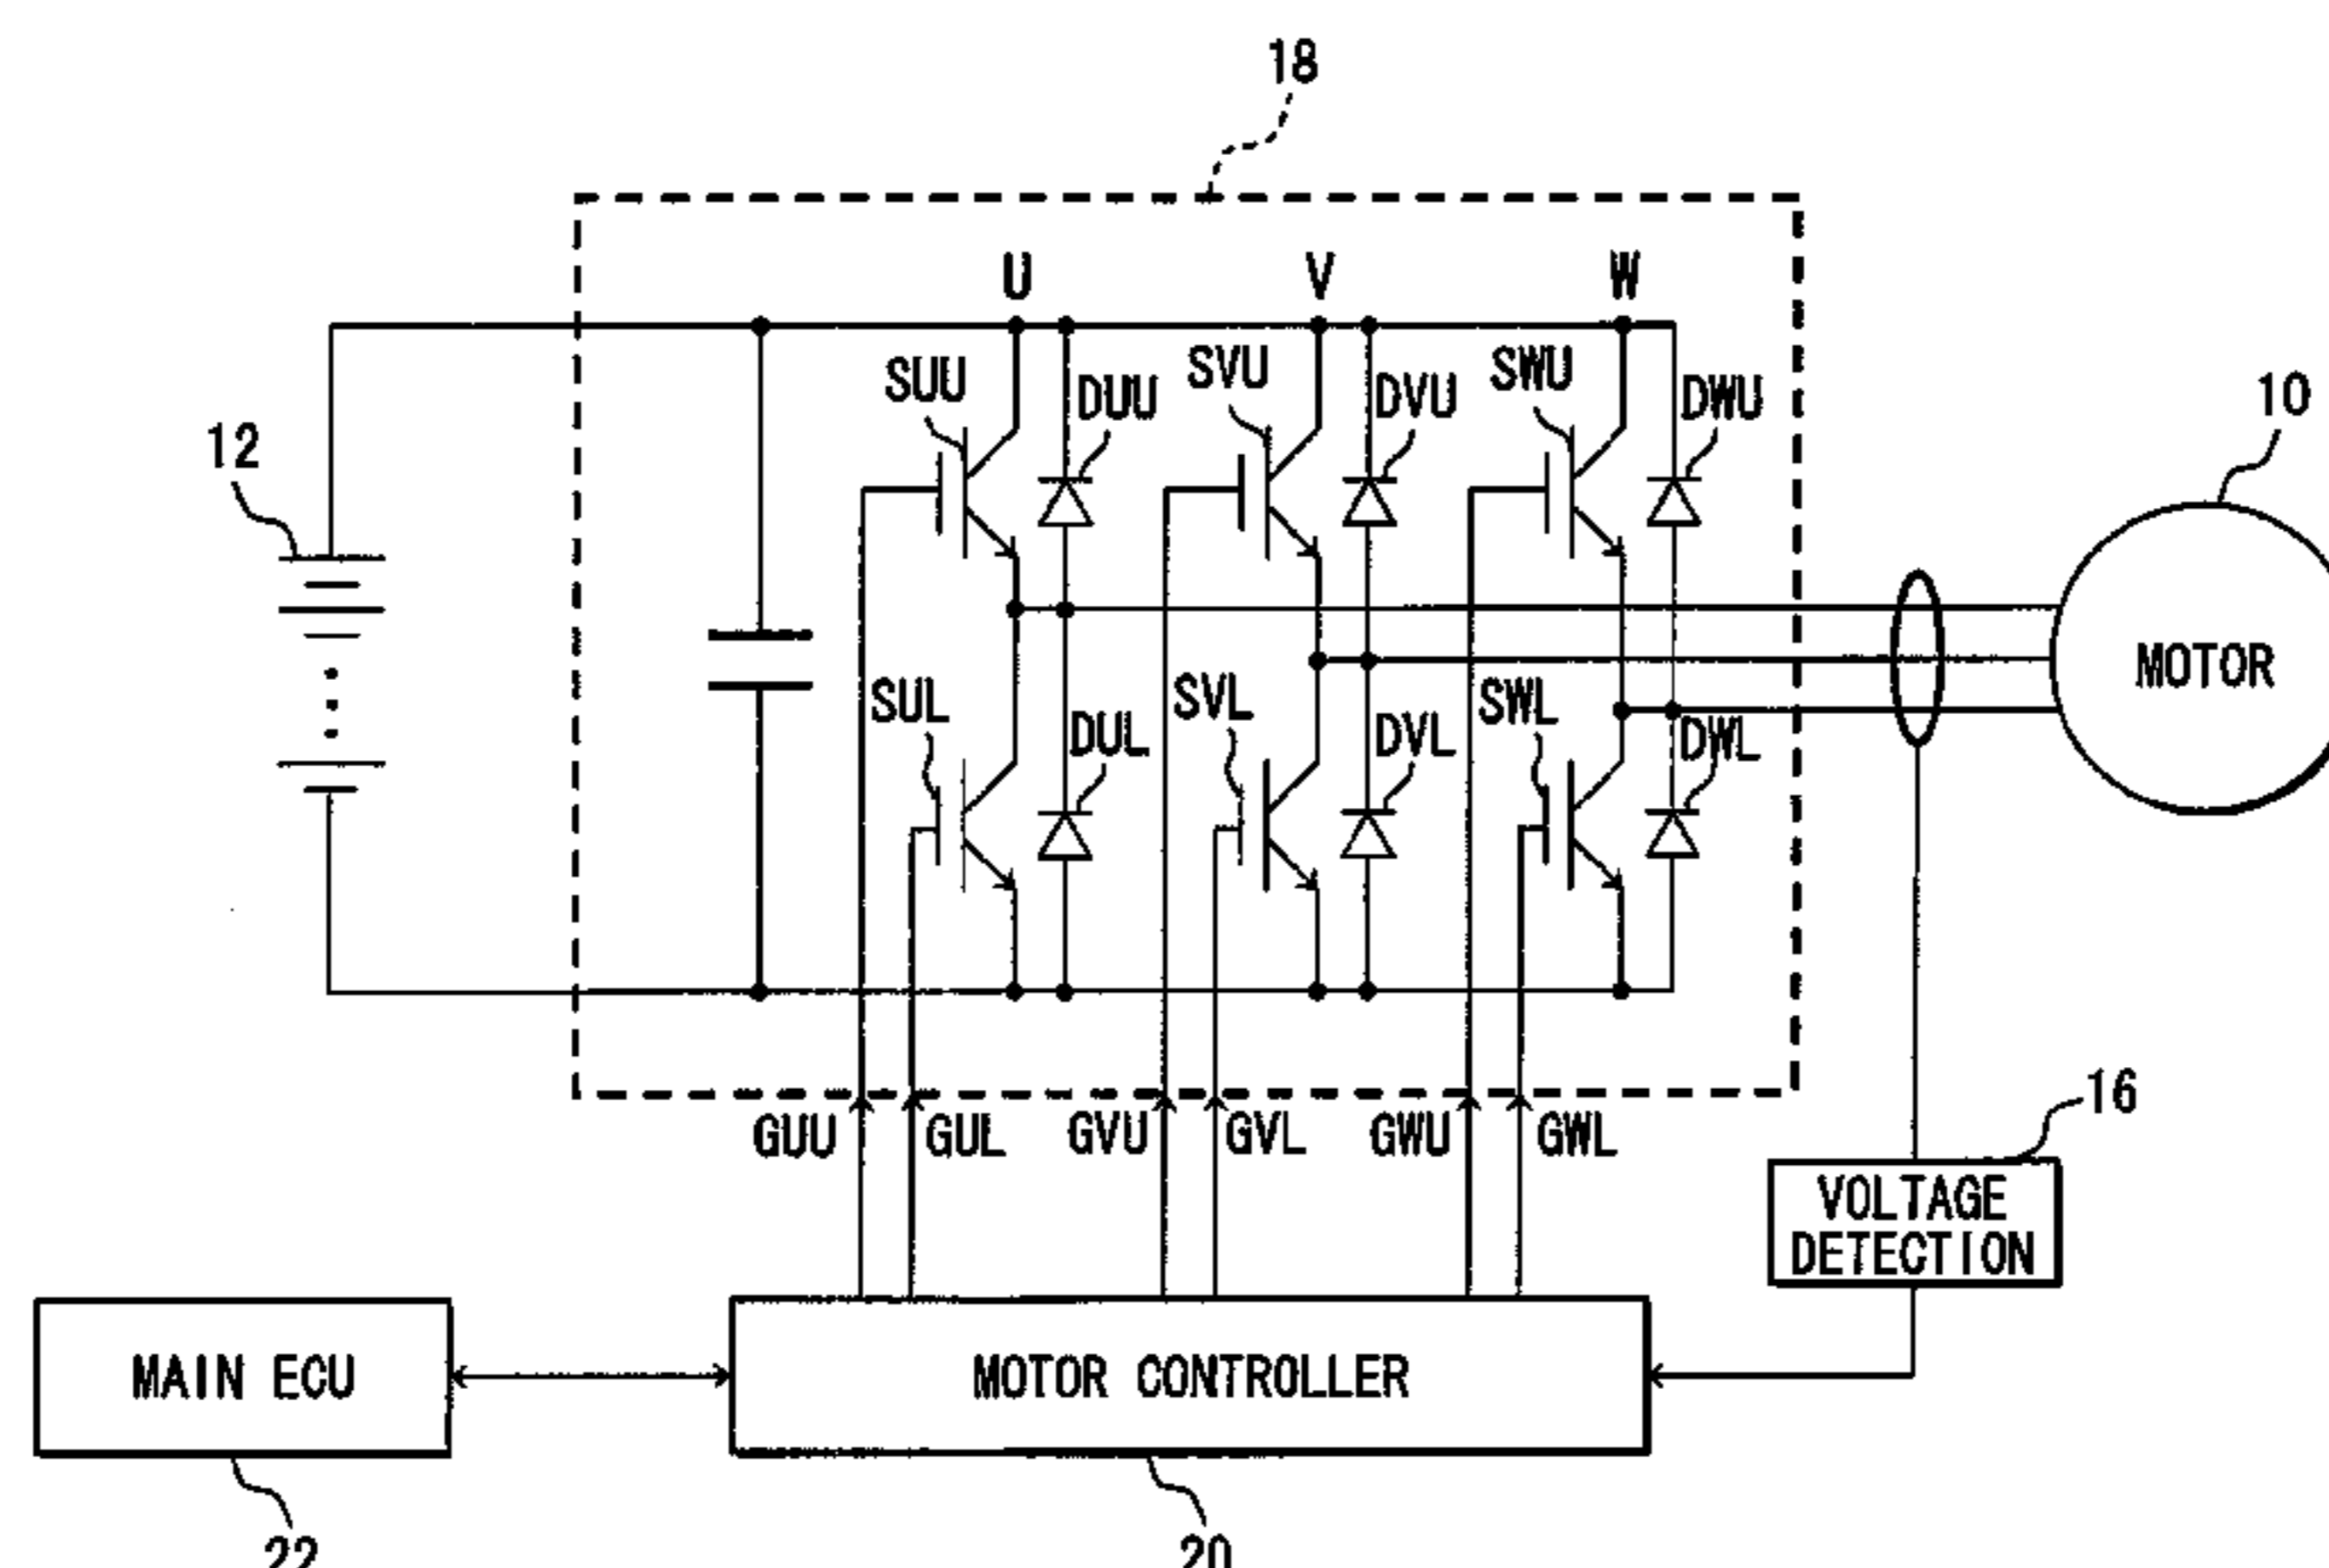 18
U V W
SUU DUU SVU DVU SWU DWU
10
12
MOTOR
SUL DUL SVL DVL SWL DWL
16
GUU GUL GVU GVL GWU GWL
VOLTAGE
DETECTION
MAIN ECU
MOTOR CONTROLLER
22
20